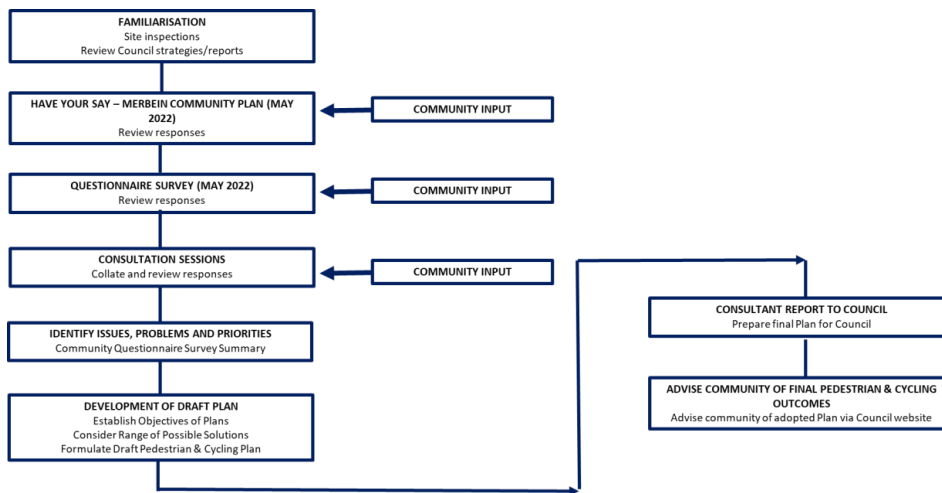 FAMILIARISATION
Site inspections
Review Council strategies/reports
HAVE YOUR SAY – MERBEIN COMMUNITY PLAN (MAY
2022)
Review responses
COMMUNITY INPUT
QUESTIONNAIRE SURVEY (MAY 2022)
Review responses
COMMUNITY INPUT
CONSULTATION SESSIONS
Collate and review responses
COMMUNITY INPUT
IDENTIFY ISSUES, PROBLEMS AND PRIORITIES
Community Questionnaire Survey Summary
DEVELOPMENT OF DRAFT PLAN
Establish Objectives of Plans
Consider Range of Possible Solutions
Formulate Draft Pedestrian & Cycling Plan
CONSULTANT REPORT TO COUNCIL
Prepare final Plan for Council
ADVISE COMMUNITY OF FINAL PEDESTRIAN & CYCLING
OUTCOMES
Advise community of adopted Plan via Council website